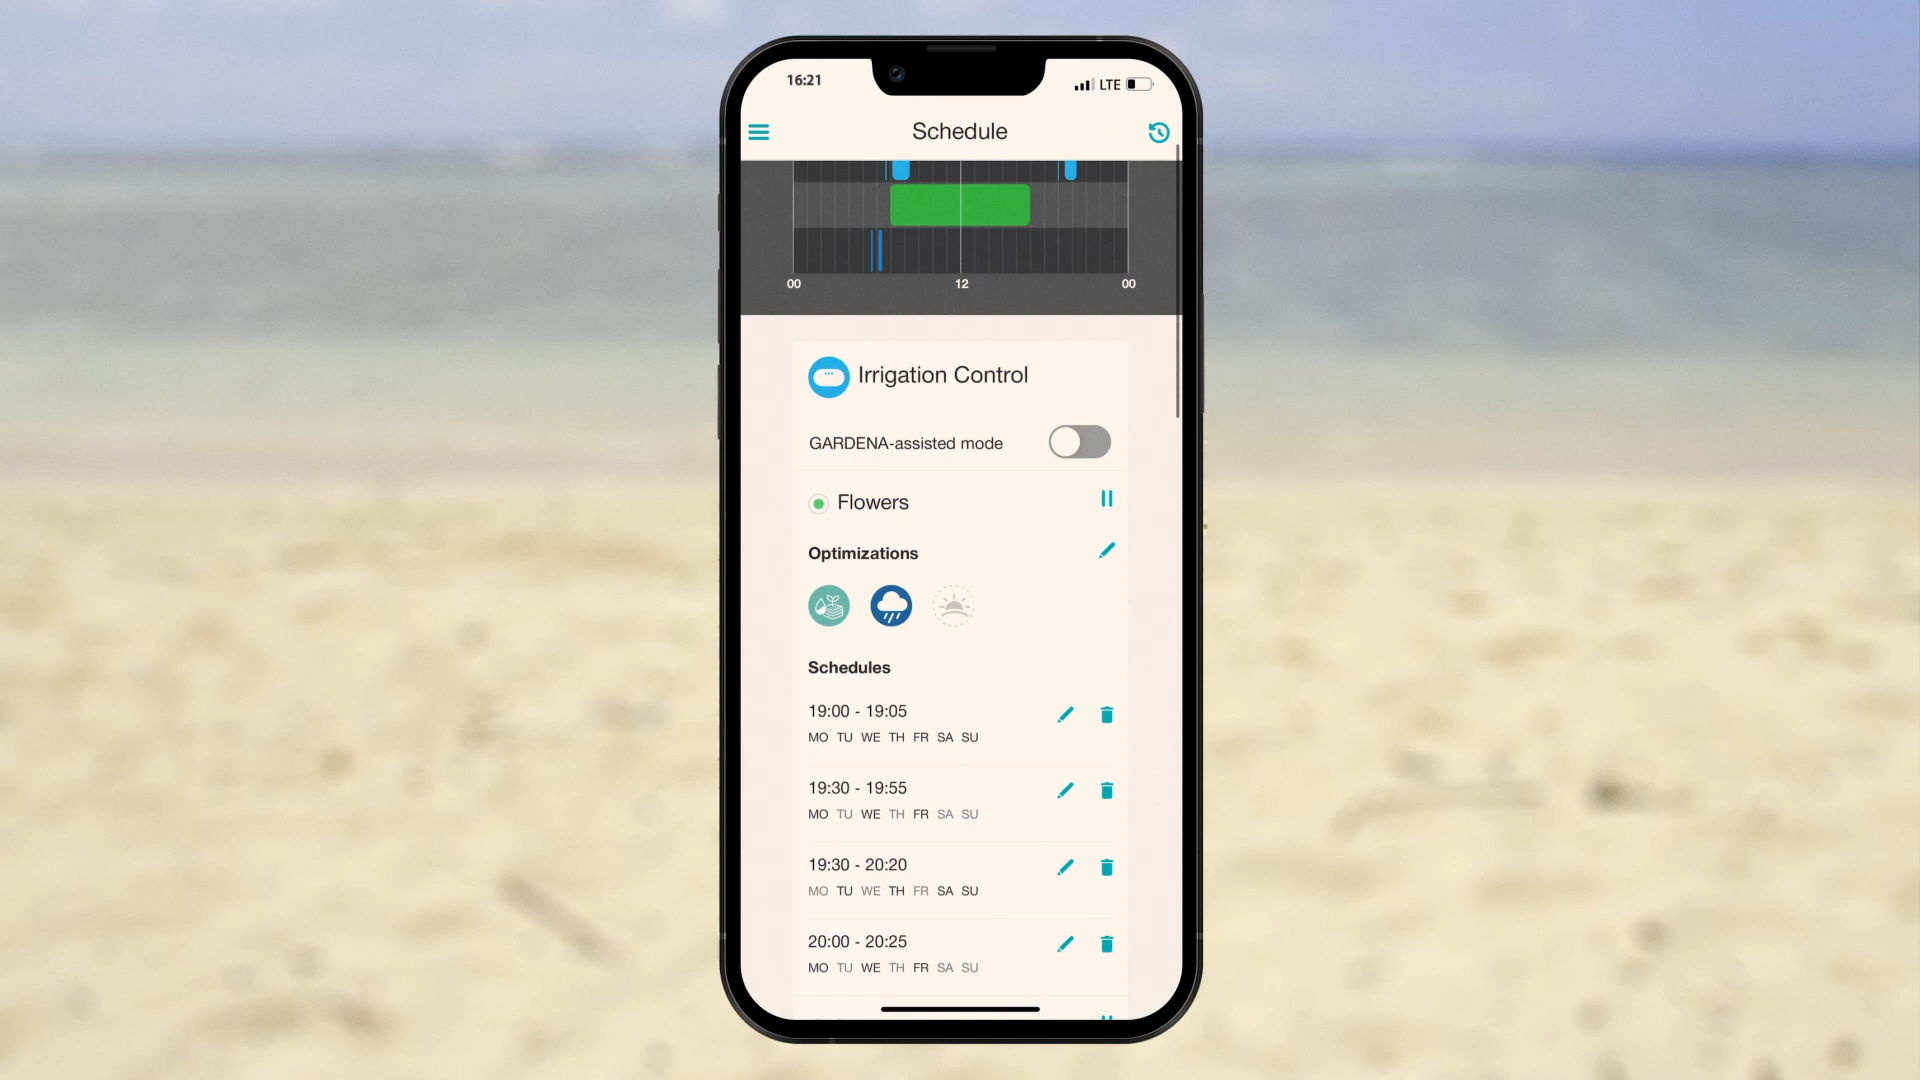 16:21
LTE
Schedule
00 12 00
Irrigation Control
GARDENA-assisted mode
Flowers
Optimizations
Schedules
19:00 - 19:05
MO TU WE TH FR SA SU
19:30 - 19:55
MO TU WE TH FR SA SU
19:30 - 20:20
MO TU WE TH FR SA SU
20:00 - 20:25
MO TU WE TH FR SA SU